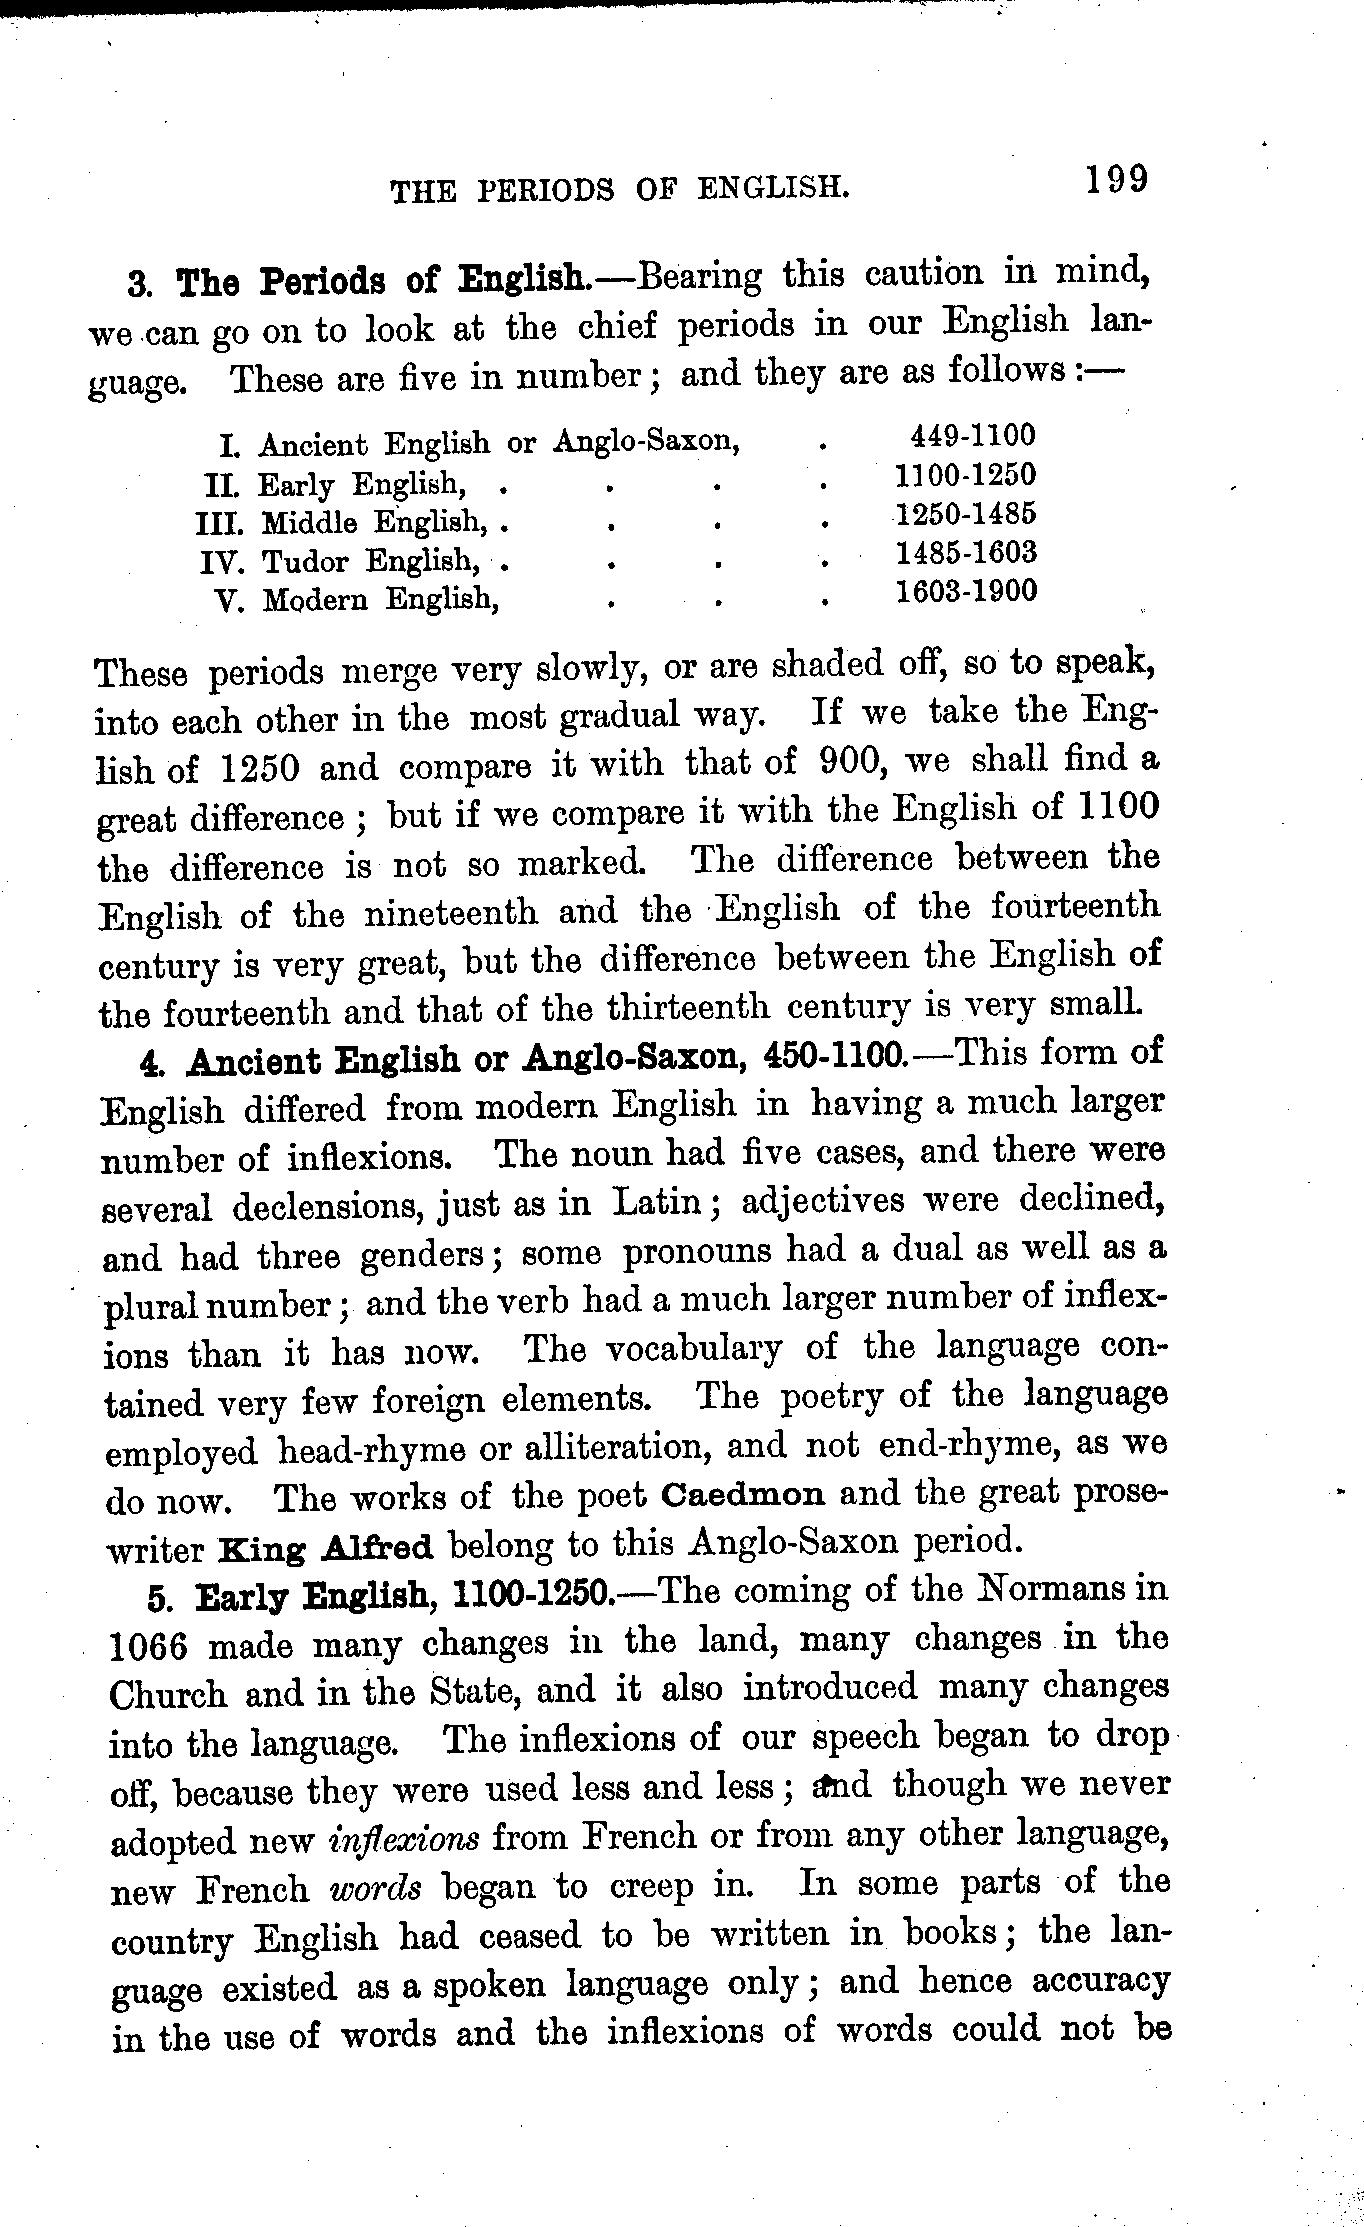 THE PERIODS OF ENGLISH. 199
3. The Periods of English.—Bearing this caution in mind,
we can go on to look at the chief periods in our English lan-
guage. These are five in number; and they are as follows:—
I. Ancient English or Anglo-Saxon, . 449-1100
II. Early English, . . . . 1100-1250
III. Middle English, . . . . 1250-1485
IV. Tudor English, . . . . 1485-1603
V. Modern English, . . . 1603-1900
These periods merge very slowly, or are shaded off, so to speak,
into each other in the most gradual way. If we take the Eng-
lish of 1250 and compare it with that of 900, we shall find a
great difference; but if we compare it with the English of 1100
the difference is not so marked. The difference between the
English of the nineteenth and the English of the fourteenth
century is very great, but the difference between the English of
the fourteenth and that of the thirteenth century is very small.
4. Ancient English or Anglo-Saxon, 450-1100.—This form of
English differed from modern English in having a much larger
number of inflexions. The noun had five cases, and there were
several declensions, just as in Latin; adjectives were declined,
and had three genders; some pronouns had a dual as well as a
plural number; and the verb had a much larger number of inflex-
ions than it has now. The vocabulary of the language con-
tained very few foreign elements. The poetry of the language
employed head-rhyme or alliteration, and not end-rhyme, as we
do now. The works of the poet Caedmon and the great prose-
writer King Alfred belong to this Anglo-Saxon period.
5. Early English, 1100-1250.—The coming of the Normans in
1066 made many changes in the land, many changes in the
Church and in the State, and it also introduced many changes
into the language. The inflexions of our speech began to drop
off, because they were used less and less; and though we never
adopted new inflexions from French or from any other language,
new French words began to creep in. In some parts of the
country English had ceased to be written in books; the lan-
guage existed as a spoken language only; and hence accuracy
in the use of words and the inflexions of words could not be